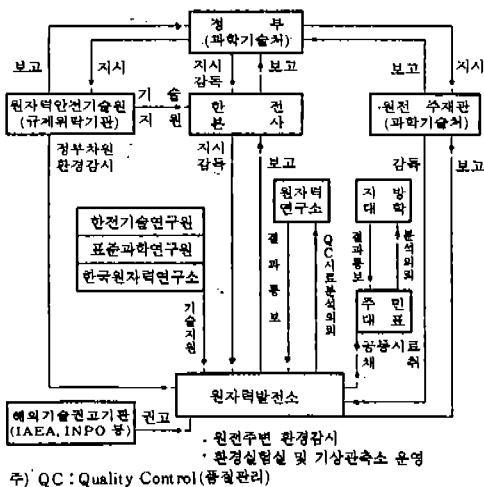 정 부
(과학기술처)
보고
지시
지시
감독
보고
보고
지시
원자력안전기술원
(규제위탁기관)
기 술
지 원
한 전
본 사
원전 주재관
(과학기술처)
정부차원
환경감시
지시
감독
보고
감독
보고
원자력
연구소
지 방
대 학
한전기술연구원
표준과학연구원
한국원자력연구소
기술지원
결과통보
QC시료분석의뢰
결과통보
분석의뢰
주 민
대 표
공동시료
채 취
원자력발전소
해외기술권고기관
(IAEA, INPO 등)
권고
· 원전주변 환경감시
· 환경실험실 및 기상관측소 운영
주) QC : Quality Control(품질관리)